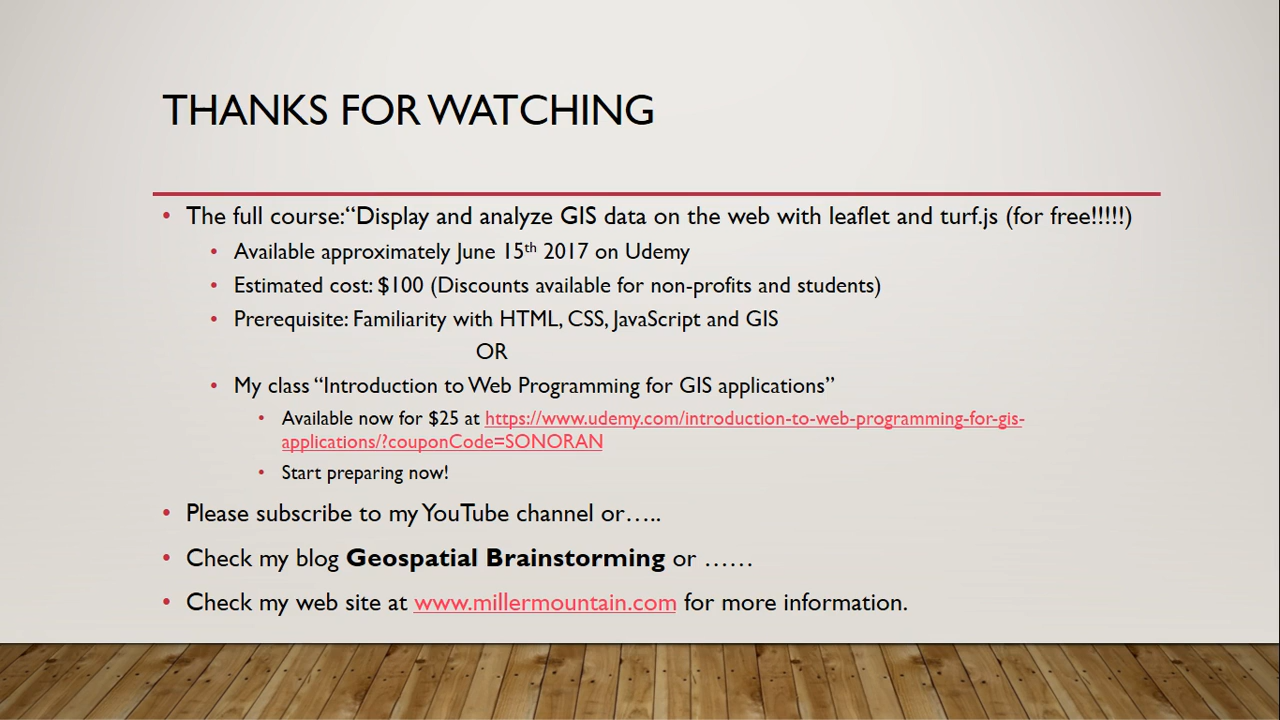 THANKS FOR WATCHING
• The full course:“Display and analyze GIS data on the web with leaflet and turf.js (for free!!!!!)
• Available approximately June 15th 2017 on Udemy
• Estimated cost: $100 (Discounts available for non-profits and students)
• Prerequisite: Familiarity with HTML, CSS, JavaScript and GIS
OR
• My class “Introduction to Web Programming for GIS applications”
• Available now for $25 at https://www.udemy.com/introduction-to-web-programming-for-gis-
applications/?couponCode=SONORAN
• Start preparing now!
• Please subscribe to my YouTube channel or…..
• Check my blog Geospatial Brainstorming or ……
• Check my web site at www.millermountain.com for more information.